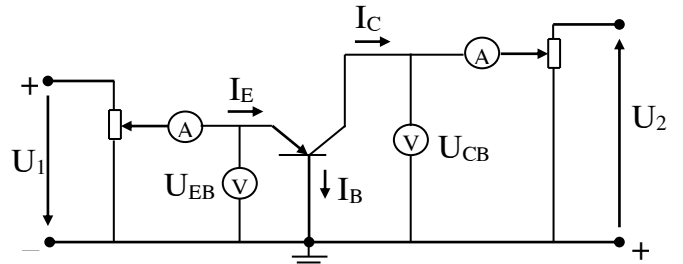 I_C
A
+
I_E
U_2
A
V
U_CB
U_1
U_EB
V
I_B
–
+